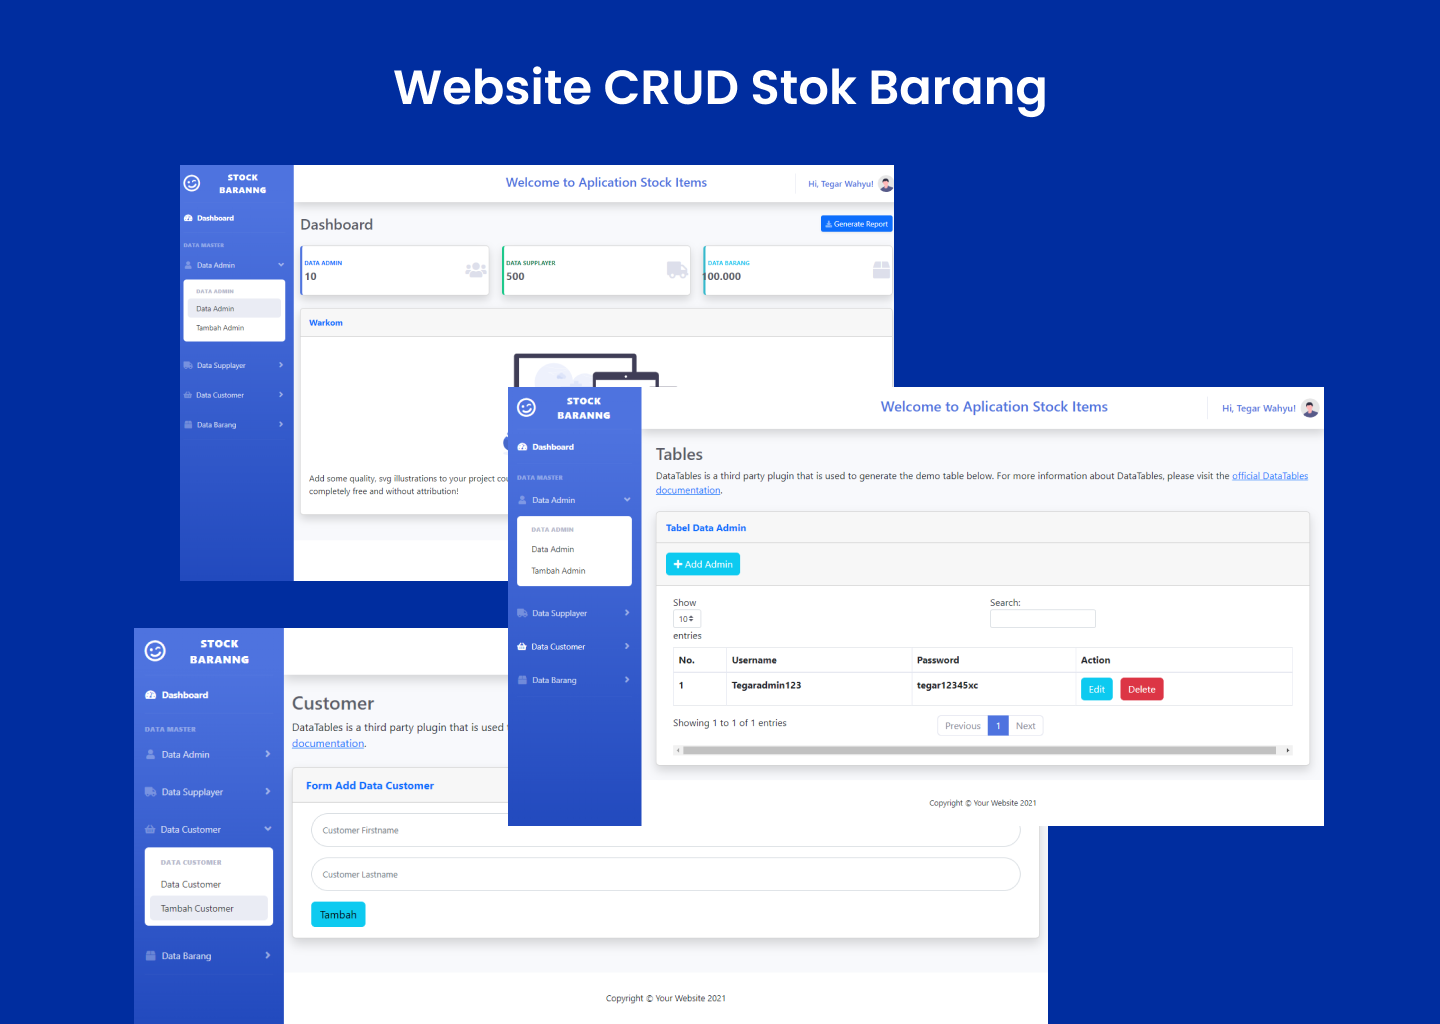 Website CRUD Stok Barang
STOCK
BARANNG
Dashboard
DATA MASTER
Data Admin
DATA ADMIN
Data Admin
Tambah Admin
Data Supplayer
Data Customer
Data Barang
Welcome to Aplication Stock Items
Hi, Tegar Wahyu!
Dashboard
Generate Report
DATA ADMIN
10
DATA SUPPLAYER
500
DATA BARANG
100.000
Warkom
Add some quality, svg illustrations to your project cou
completely free and without attribution!
STOCK
BARANNG
Dashboard
DATA MASTER
Data Admin
DATA ADMIN
Data Admin
Tambah Admin
Data Supplayer
Data Customer
Data Barang
Welcome to Aplication Stock Items
Hi, Tegar Wahyu!
Tables
DataTables is a third party plugin that is used to generate the demo table below. For more information about DataTables, please visit the official DataTables
documentation.
Tabel Data Admin
Add Admin
Show
10
entries
Search:
No. Username Password Action
1 Tegaradmin123 tegar12345xc Edit Delete
Showing 1 to 1 of 1 entries
Previous 1 Next
Copyright © Your Website 2021
STOCK
BARANNG
Dashboard
DATA MASTER
Data Admin
Data Supplayer
Data Customer
DATA CUSTOMER
Data Customer
Tambah Customer
Data Barang
Customer
DataTables is a third party plugin that is used
documentation.
Form Add Data Customer
Customer Firstname
Customer Lastname
Tambah
Copyright © Your Website 2021